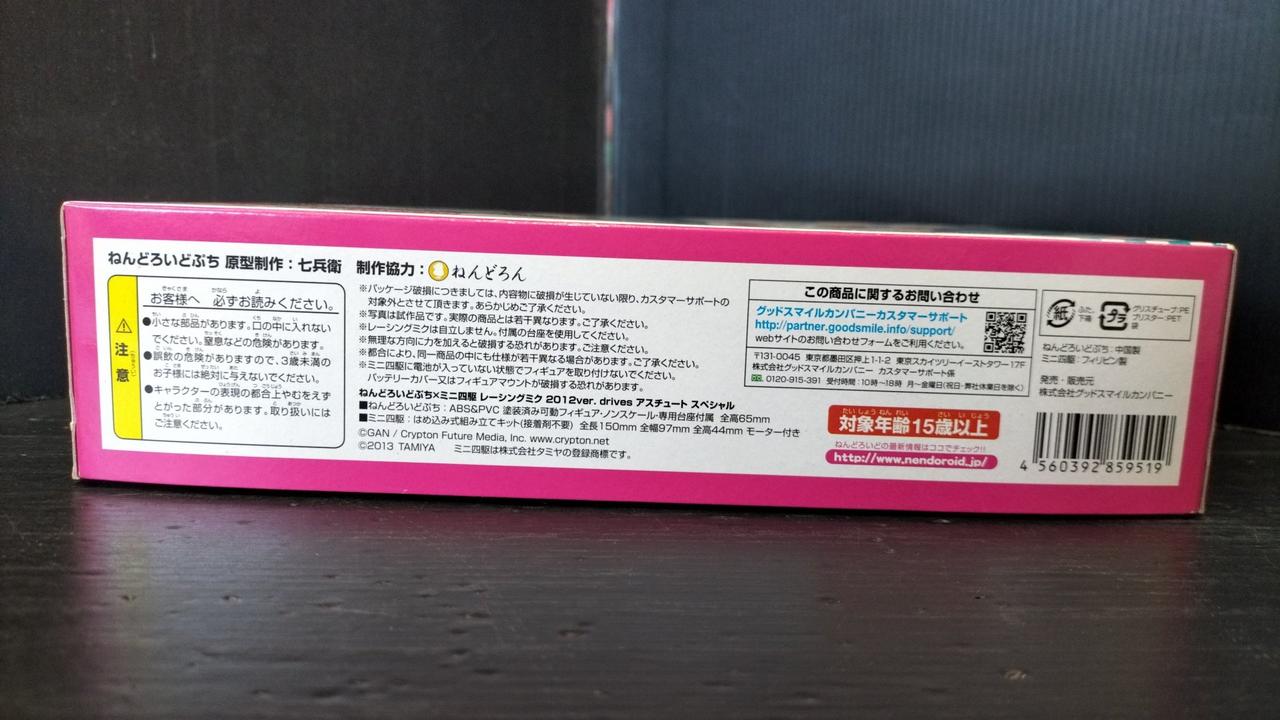 ねんどろいどぷち 原型制作：七兵衛　制作協力：ねんどろん
注意
お客様へ　必ずお読みください。
●小さな部品があります。口の中に入れない
でください。窒息などの危険があります。
●誤飲の危険がありますので、3歳未満の
お子様には絶対に与えないでください。
●キャラクターの表現の都合上やむをえず
とがった部分があります。取り扱いには
ご注意ください。
※パッケージ破損につきましては、内容物に破損が生じていない限り、カスタマーサポートの
対象外とさせて頂きます。あらかじめご了承ください。
※写真は試作品です。実際の商品とは若干異なります。ご了承ください。
※レーシングミクは自立しません。付属の台座を使用してください。
※無理な方向に力を加えると破損する恐れがあります。ご注意ください。
※都合により、同一商品の中にも仕様が若干異なる場合があります。ご了承ください。
※ミニ四駆に電池が入っていない状態でフィギュアを取り付けないでください。
バッテリーカバー又はフィギュアマウントが破損する恐れがあります。
ねんどろいどぷち×ミニ四駆 レーシングミク 2012ver. drives アスチュート スペシャル
■ねんどろいどぷち：ABS&PVC 塗装済み可動フィギュア・ノンスケール・専用台座付属　全高65mm
■ミニ四駆：はめ込み式組み立てキット(接着剤不要)　全長150mm 全幅97mm 全高44mm モーター付き
©GAN / Crypton Future Media, Inc. www.crypton.net
©2013 TAMIYA　ミニ四駆は株式会社タミヤの登録商標です。
この商品に関するお問い合わせ
グッドスマイルカンパニーカスタマーサポート
http://partner.goodsmile.info/support/
webサイトのお問い合わせフォームをご利用ください。
〒131-0045 東京都墨田区押上1-1-2 東京スカイツリーイーストタワー17F
株式会社グッドスマイルカンパニー カスタマーサポート係
0120-915-391 受付時間：10時〜18時 月〜金曜日(祝日・弊社休業日を除く)
たいしょうねんれい　さいいじょう
対象年齢15歳以上
ねんどろいどの最新情報はココでチェック!!
http://www.nendoroid.jp/
紙
ふた、
下箱
プラ
グリスチューブ:PE
ブリスター:PET
袋
ねんどろいどぷち：中国製
ミニ四駆：フィリピン製
発売・販売元
株式会社グッドスマイルカンパニー
4 560392 859519